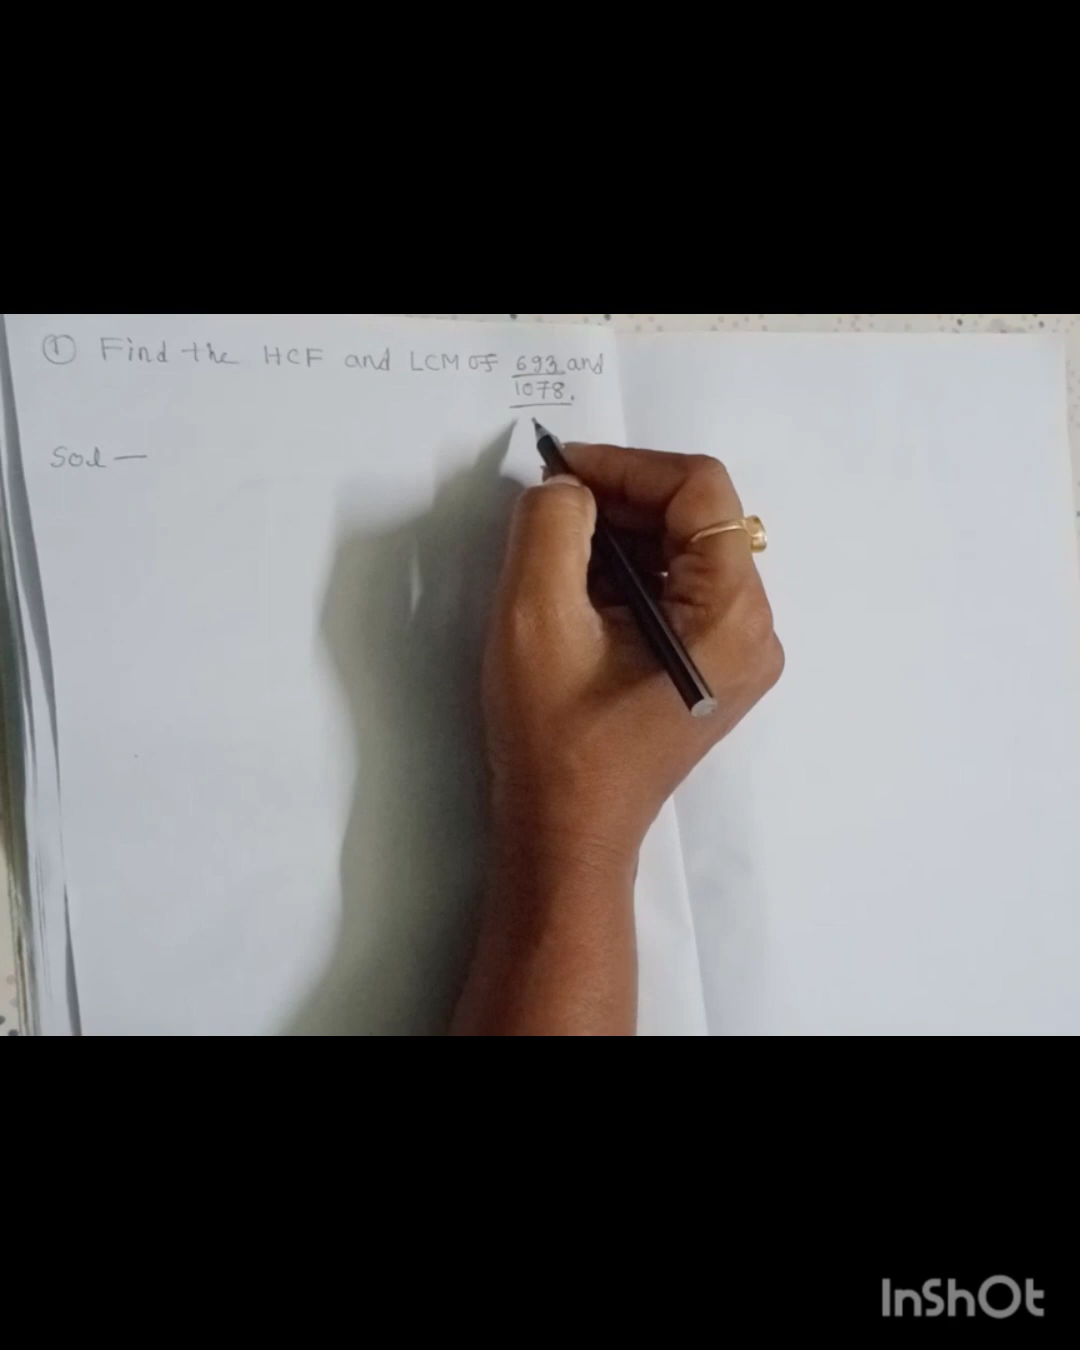 ① Find the HCF and LCM of 693 and
1078.
Sol —
InShOt